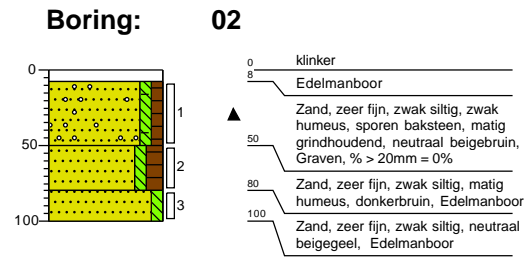 Boring: 02
0
50
100
1
2
3
0
klinker
8
Edelmanboor
Zand, zeer fijn, zwak siltig, zwak
humeus, sporen baksteen, matig
grindhoudend, neutraal beigebruin,
Graven, % > 20mm = 0%
50
Zand, zeer fijn, zwak siltig, matig
humeus, donkerbruin, Edelmanboor
80
Zand, zeer fijn, zwak siltig, neutraal
beigegeel, Edelmanboor
100